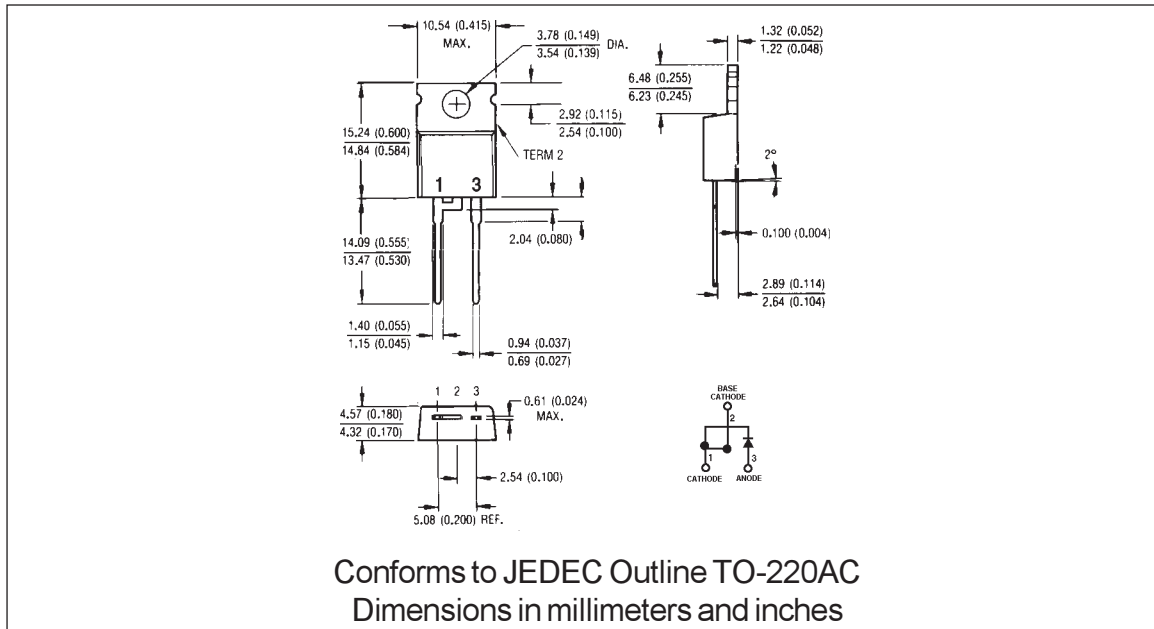 10.54 (0.415)
MAX.
3.78 (0.149)
3.54 (0.139)
DIA.
1.32 (0.052)
1.22 (0.048)
6.48 (0.255)
6.23 (0.245)
2.92 (0.115)
2.54 (0.100)
15.24 (0.600)
14.84 (0.584)
TERM 2
2°
1 3
2.04 (0.080)
0.100 (0.004)
14.09 (0.555)
13.47 (0.530)
2.89 (0.114)
2.64 (0.104)
1.40 (0.055)
1.15 (0.045)
0.94 (0.037)
0.69 (0.027)
1 2 3
0.61 (0.024)
MAX.
4.57 (0.180)
4.32 (0.170)
2.54 (0.100)
5.08 (0.200) REF.
BASE
CATHODE
2
1 3
CATHODE ANODE
Conforms to JEDEC Outline TO-220AC
Dimensions in millimeters and inches